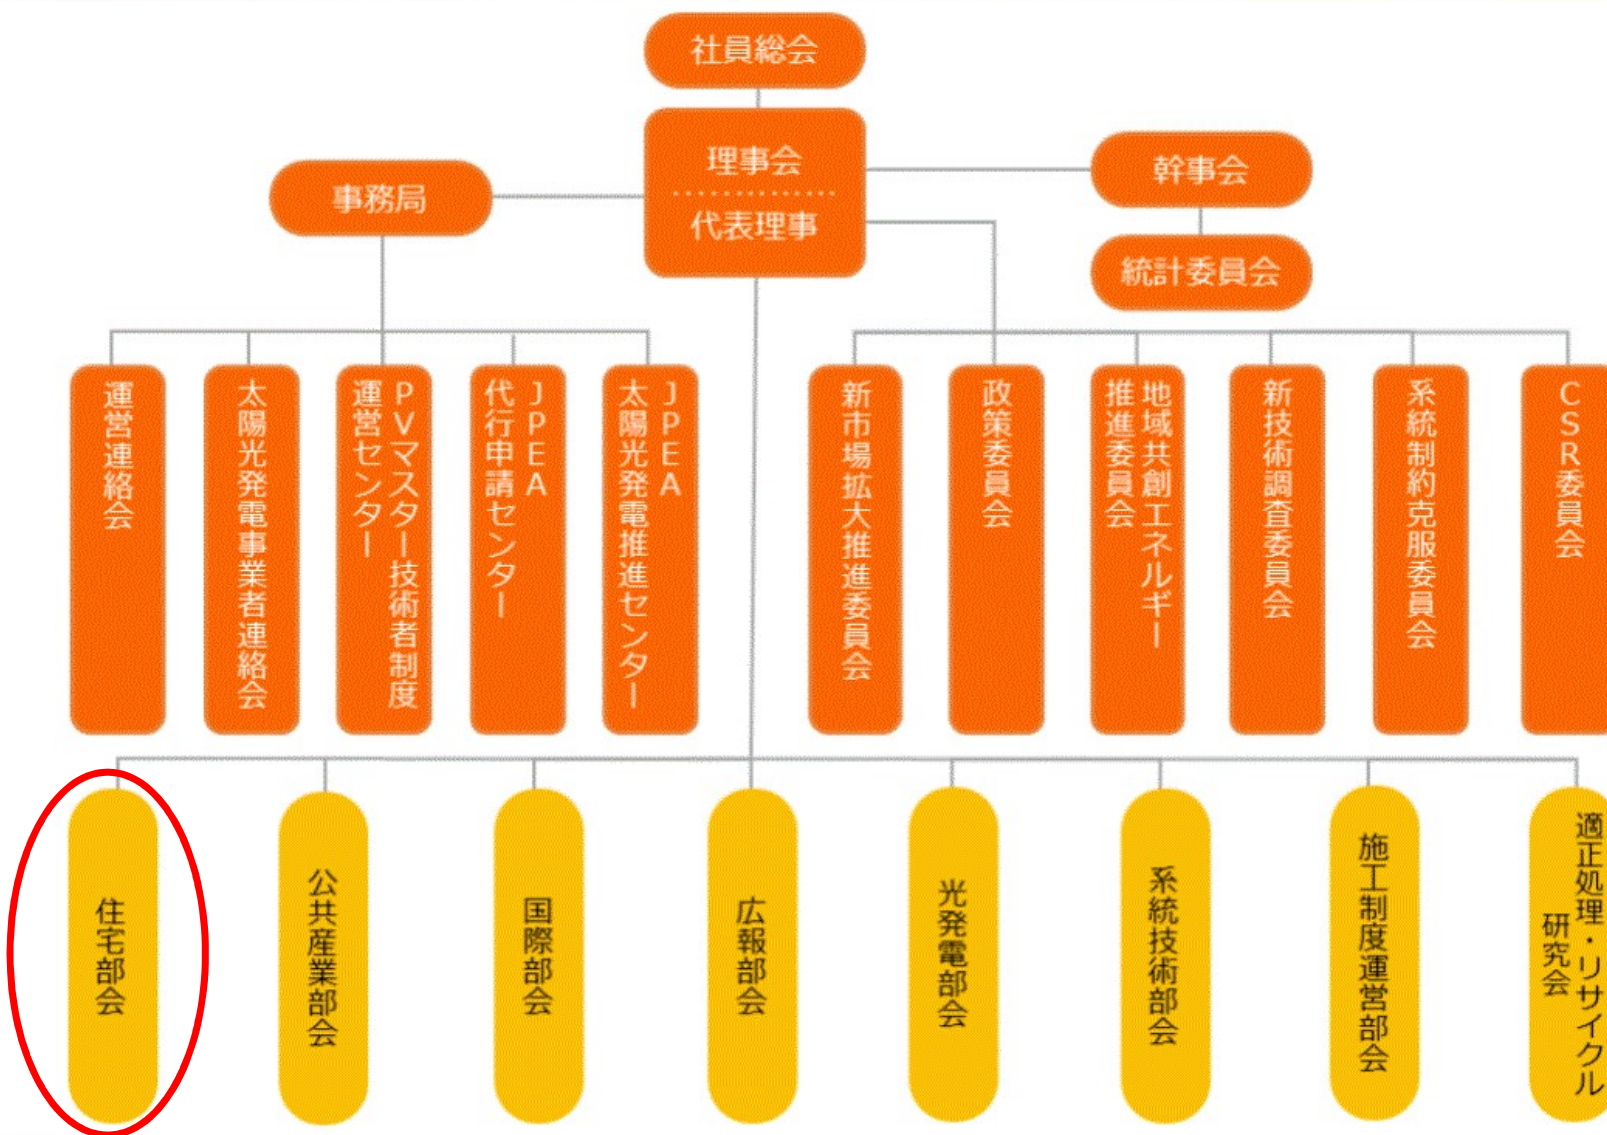 社員総会
理事会
代表理事
事務局
幹事会
統計委員会
運営連絡会
太陽光発電事業者連絡会
PVマスター技術者制度
運営センター
JPEA
代行申請センター
JPEA
太陽光発電推進センター
新市場拡大推進委員会
政策委員会
地域共創エネルギー
推進委員会
新技術調査委員会
系統制約克服委員会
CSR委員会
住宅部会
公共産業部会
国際部会
広報部会
光発電部会
系統技術部会
施工制度運営部会
適正処理・リサイクル
研究会